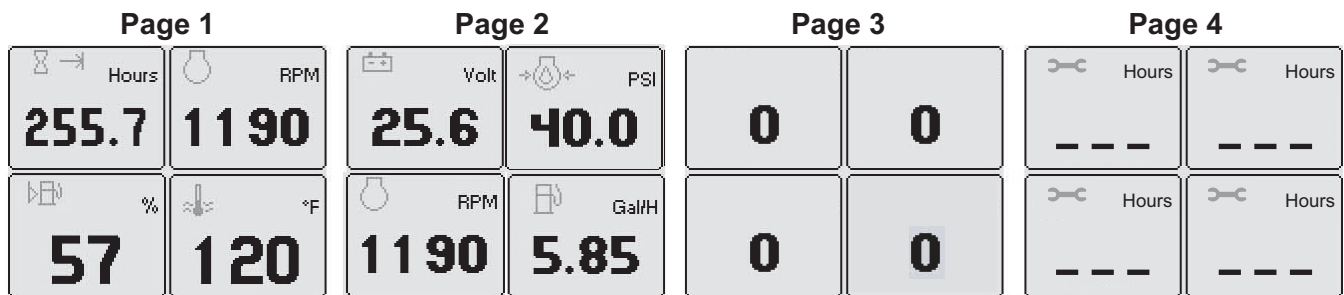 Page 1 Page 2 Page 3 Page 4
Hours RPM Volt PSI Hours Hours
255.7 1190 25.6 40.0 0 0 _ _ _ _ _ _
% °F RPM Gal/H Hours Hours
57 120 1190 5.85 0 0 _ _ _ _ _ _